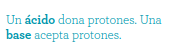 Un ácido dona protones. Una
base acepta protones.